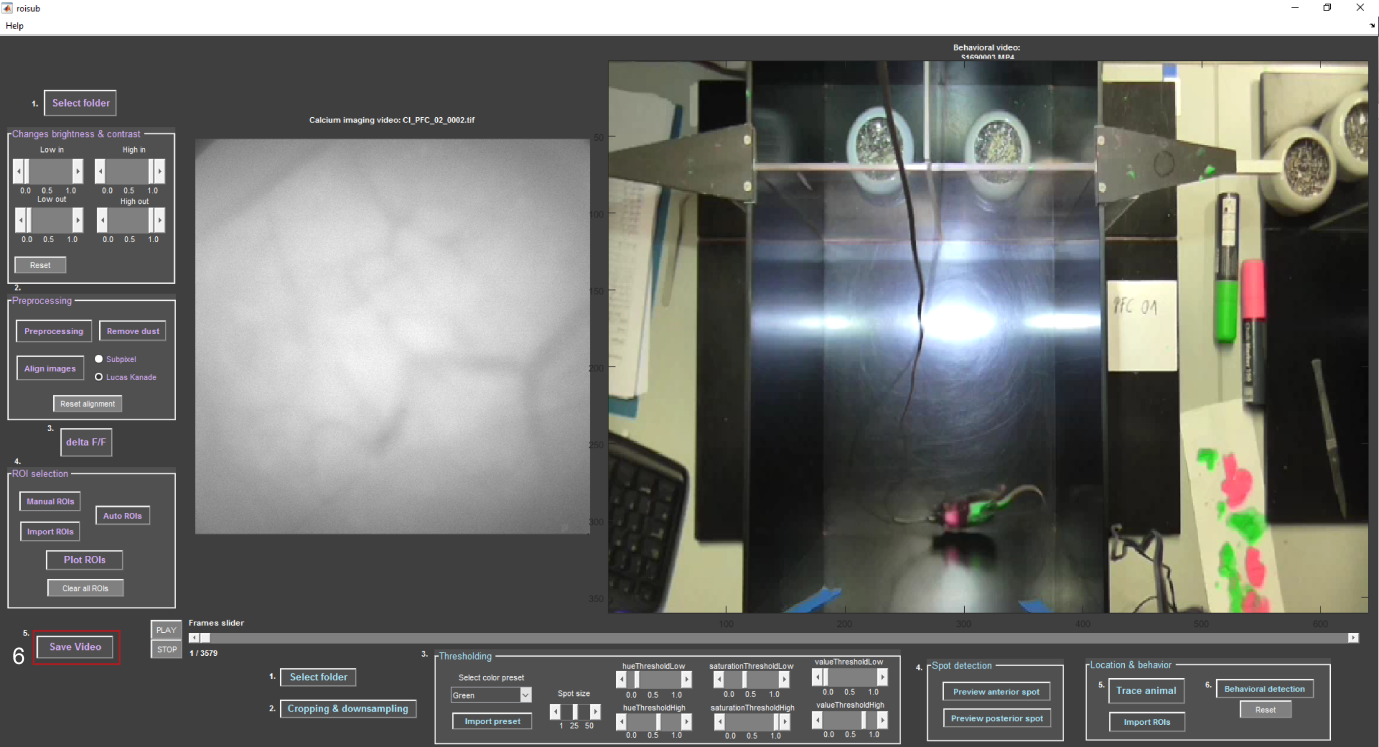 roisub
Help
1.
Select folder
Changes brightness & contrast
Low in
High in
0.0 0.5 1.0
0.0 0.5 1.0
Low out
High out
0.0 0.5 1.0
0.0 0.5 1.0
Reset
2.
Preprocessing
Preprocessing
Remove dust
Align images
Subpixel
Lucas Kanade
Reset alignment
3.
delta F/F
4.
ROI selection
Manual ROIs
Auto ROIs
Import ROIs
Plot ROIs
Clear all ROIs
5.
6
Save Video
Calcium imaging video: CI_PFC_02_0002.tif
Behavioral video:
S1690003.MP4
50
100
150
200
250
300
350
100 200 300 400 500 600
PFC 01
PLAY
STOP
Frames slider
1 / 3579
1.
Select folder
2.
Cropping & downsampling
3.
Thresholding
Select color preset
Green
Import preset
Spot size
1 25 50
hueThresholdLow
0.0 0.5 1.0
hueThresholdHigh
0.0 0.5 1.0
saturationThresholdLow
0.0 0.5 1.0
saturationThresholdHigh
0.0 0.5 1.0
valueThresholdLow
0.0 0.5 1.0
valueThresholdHigh
0.0 0.5 1.0
4.
Spot detection
Preview anterior spot
Preview posterior spot
Location & behavior
5.
Trace animal
Import ROIs
6.
Behavioral detection
Reset